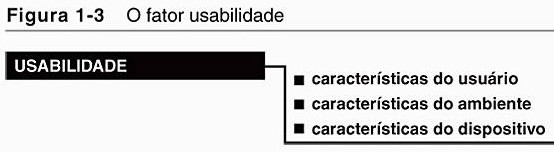 Figura 1-3 O fator usabilidade
USABILIDADE
■ características do usuário
■ características do ambiente
■ características do dispositivo